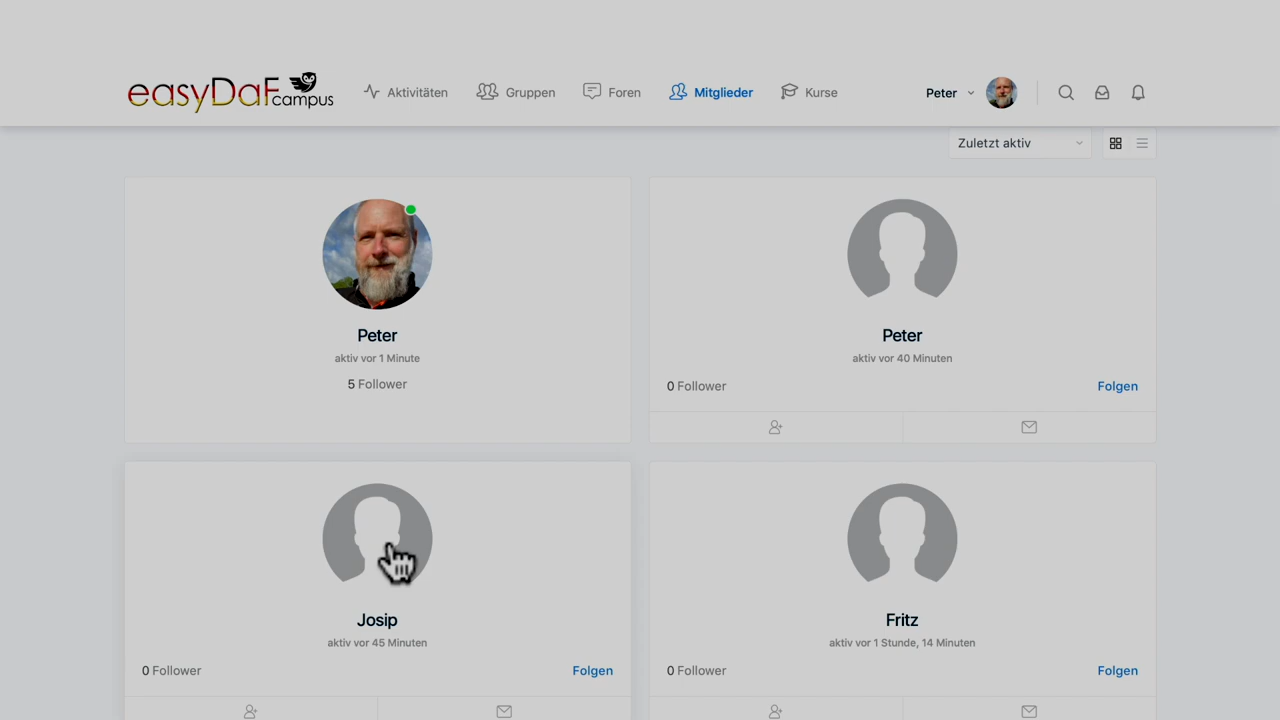 easyDaF campus Aktivitäten Gruppen Foren Mitglieder Kurse Peter
Zuletzt aktiv
Peter
aktiv vor 1 Minute
5 Follower
Peter
aktiv vor 40 Minuten
0 Follower Folgen
Josip
aktiv vor 45 Minuten
0 Follower Folgen
Fritz
aktiv vor 1 Stunde, 14 Minuten
0 Follower Folgen